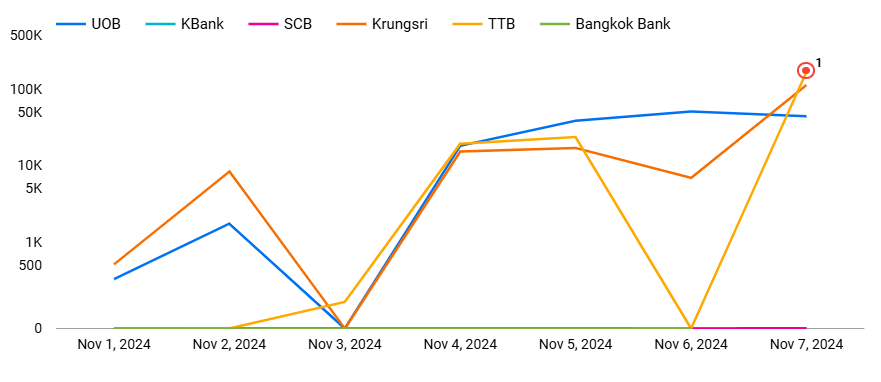 UOB KBank SCB Krungsri TTB Bangkok Bank
500K
1
100K
50K
10K
5K
1K
500
0
Nov 1, 2024 Nov 2, 2024 Nov 3, 2024 Nov 4, 2024 Nov 5, 2024 Nov 6, 2024 Nov 7, 2024